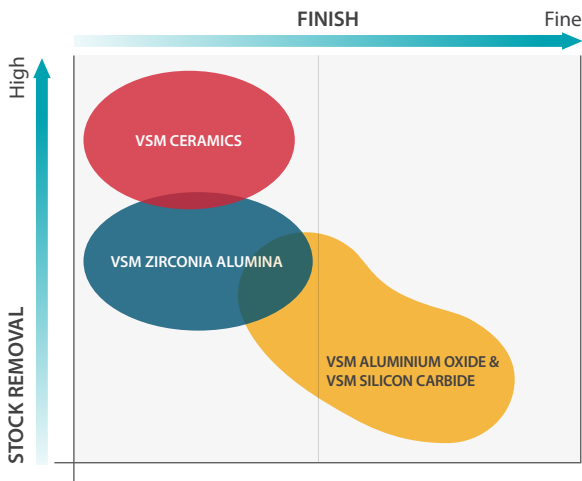 FINISH
Fine
High
VSM CERAMICS
VSM ZIRCONIA ALUMINA
VSM ALUMINIUM OXIDE &
VSM SILICON CARBIDE
STOCK REMOVAL